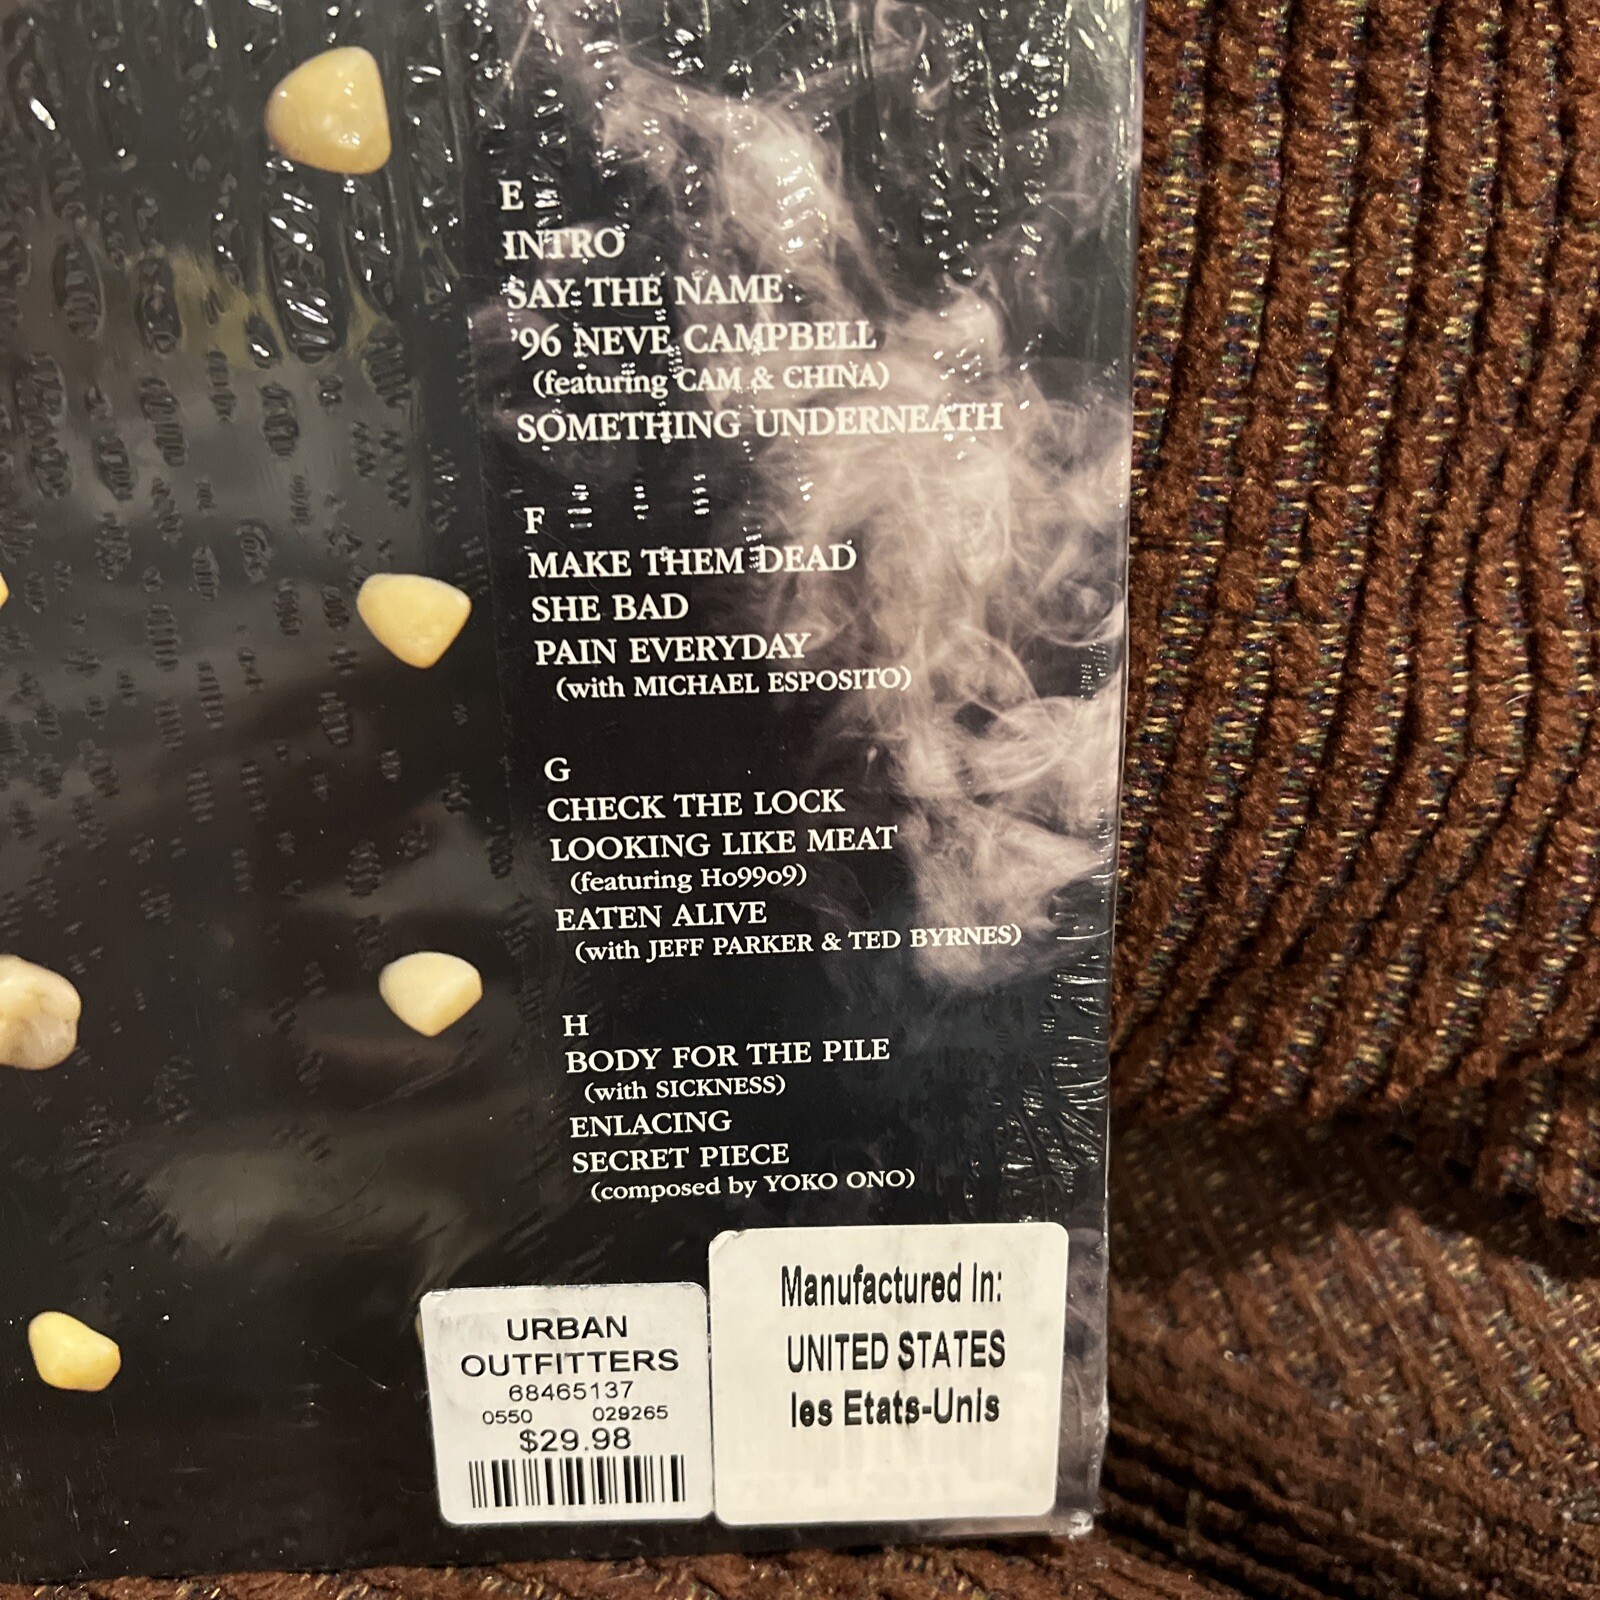 E
INTRO
SAY THE NAME
'96 NEVE CAMPBELL
(featuring CAM & CHINA)
SOMETHING UNDERNEATH
F
MAKE THEM DEAD
SHE BAD
PAIN EVERYDAY
(with MICHAEL ESPOSITO)
G
CHECK THE LOCK
LOOKING LIKE MEAT
(featuring Ho99o9)
EATEN ALIVE
(with JEFF PARKER & TED BYRNES)
H
BODY FOR THE PILE
(with SICKNESS)
ENLACING
SECRET PIECE
(composed by YOKO ONO)
URBAN
OUTFITTERS
68465137
0550 029265
$29.98
Manufactured In:
UNITED STATES
les Etats-Unis